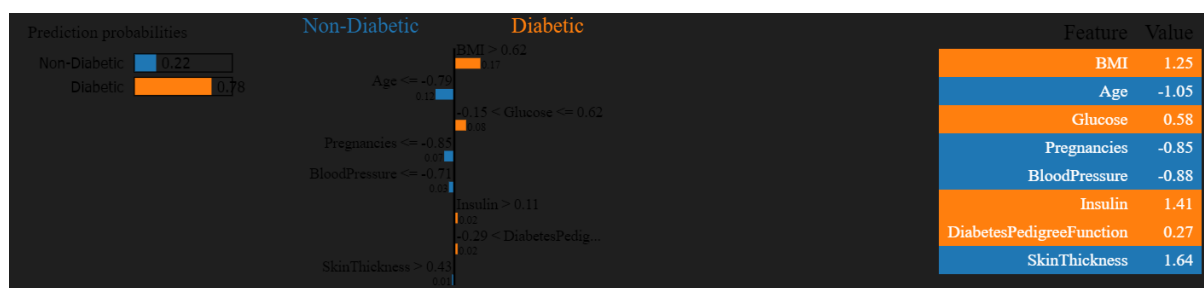 Prediction probabilities
Non-Diabetic 0.22
Diabetic 0.78
Non-Diabetic Diabetic
BMI > 0.62
0.17
Age <= -0.79
0.12
-0.15 < Glucose <= 0.62
0.08
Pregnancies <= -0.85
0.07
BloodPressure <= -0.71
0.03
Insulin > 0.11
0.02
-0.29 < DiabetesPedig...
0.02
SkinThickness > 0.43
0.01
Feature Value
BMI 1.25
Age -1.05
Glucose 0.58
Pregnancies -0.85
BloodPressure -0.88
Insulin 1.41
DiabetesPedigreeFunction 0.27
SkinThickness 1.64